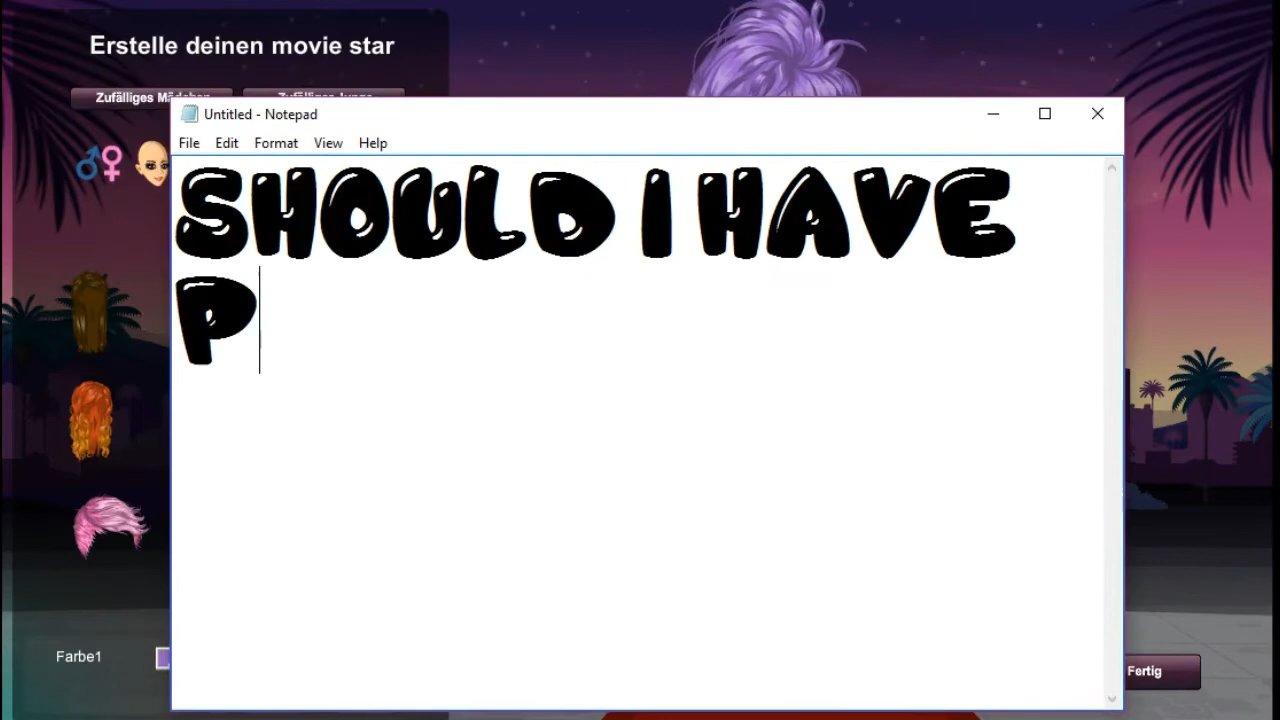 Erstelle deinen movie star
Untitled - Notepad
File Edit Format View Help
SHOULD I HAVE
P
Farbe1
Fertig